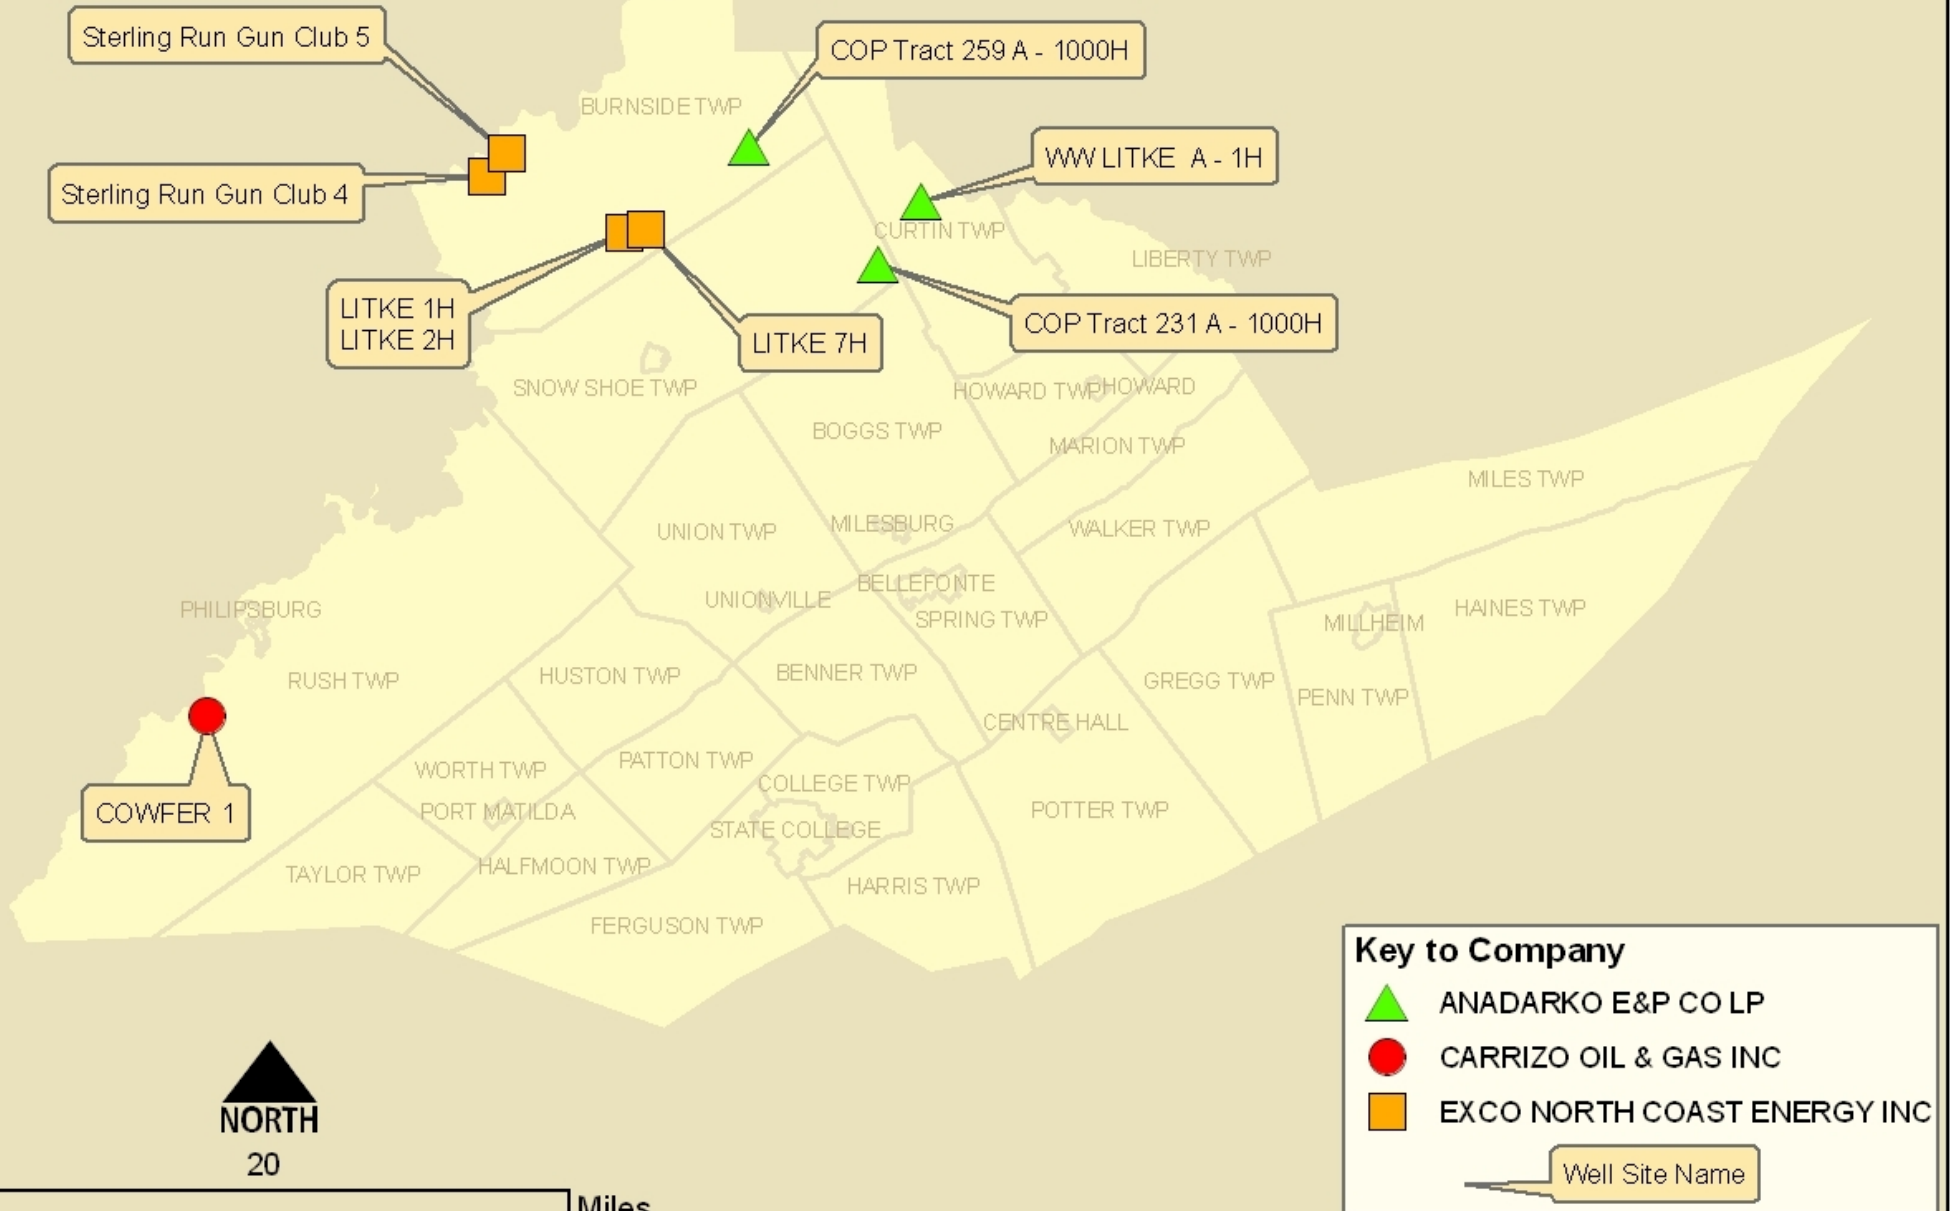 Sterling Run Gun Club 5
COP Tract 259 A - 1000H
BURNSIDE TWP
WW LITKE A - 1H
Sterling Run Gun Club 4
CURTIN TWP
LIBERTY TWP
LITKE 1H
LITKE 2H
LITKE 7H
COP Tract 231 A - 1000H
SNOW SHOE TWP
HOWARD TWP
HOWARD
BOGGS TWP
MARION TWP
MILES TWP
UNION TWP
MILESBURG
WALKER TWP
PHILIPSBURG
UNIONVILLE
BELLEFONTE
SPRING TWP
MILLHEIM
HAINES TWP
RUSH TWP
HUSTON TWP
BENNER TWP
GREGG TWP
PENN TWP
CENTRE HALL
WORTH TWP
PATTON TWP
COLLEGE TWP
COWFER 1
PORT MATILDA
STATE COLLEGE
POTTER TWP
TAYLOR TWP
HALFMOON TWP
HARRIS TWP
FERGUSON TWP
Key to Company
ANADARKO E&P CO LP
CARRIZO OIL & GAS INC
EXCO NORTH COAST ENERGY INC
Well Site Name
NORTH
20
Miles